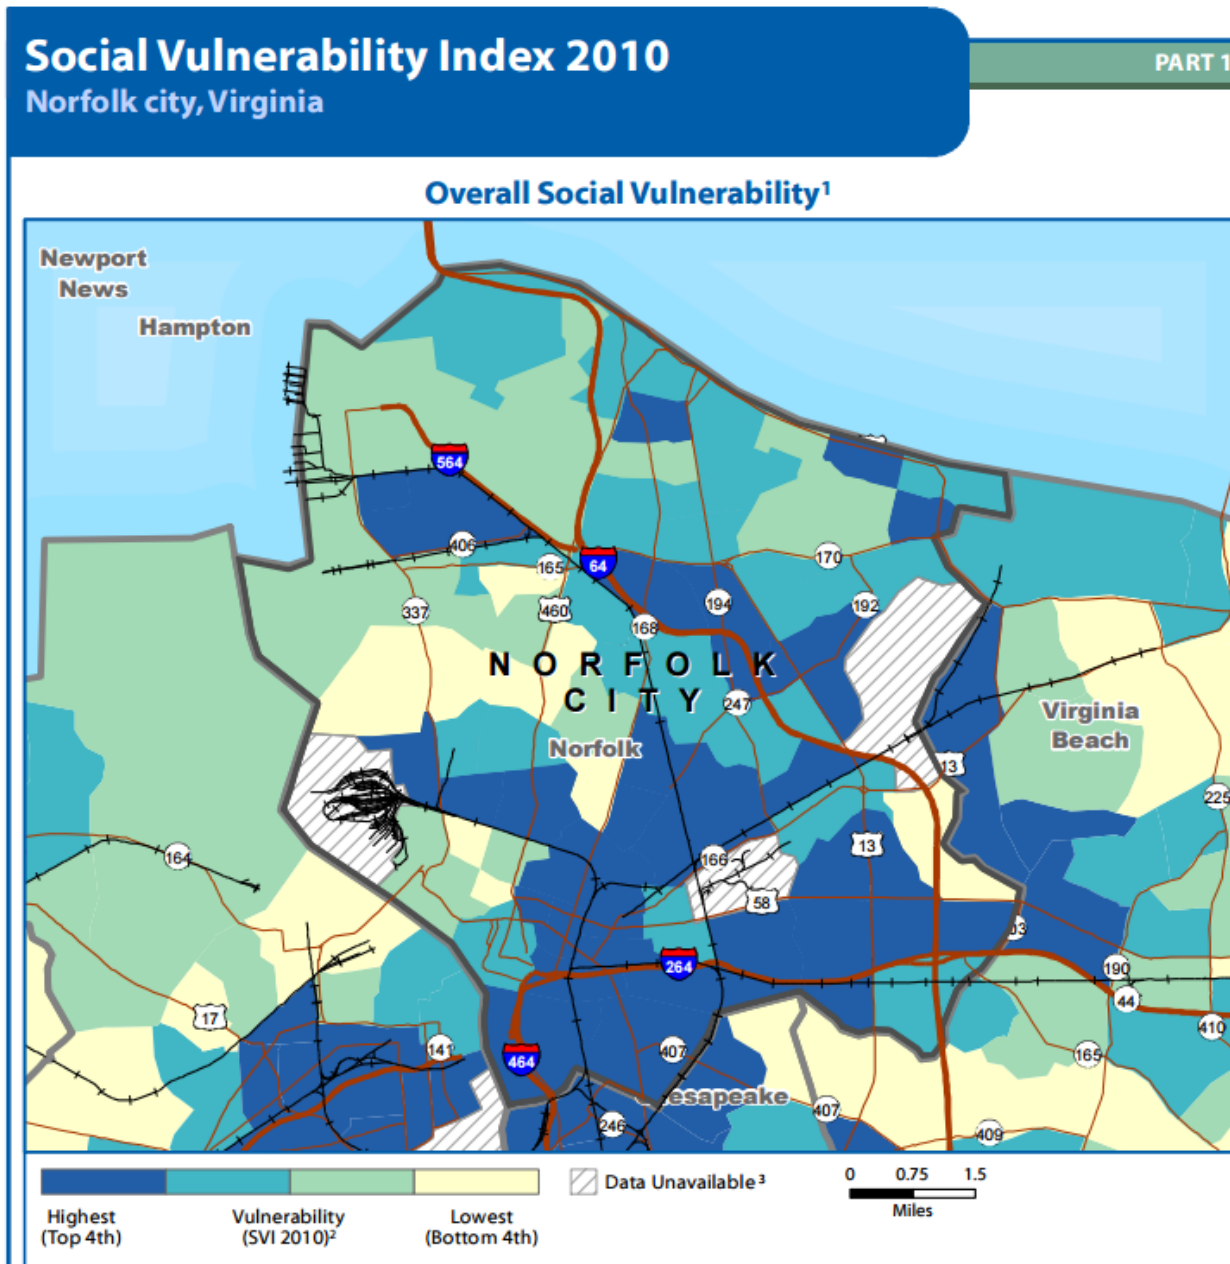 Social Vulnerability Index 2010
Norfolk city, Virginia
PART 1
Overall Social Vulnerability¹
Newport
News
Hampton
564
406
165
64
170
337
460
194
192
168
NORFOLK
CITY
247
Norfolk
Virginia
Beach
13
225
164
166
13
58
03
264
190
44
17
410
141
464
407
165
esapeake
407
246
409
Data Unavailable³
0 0.75 1.5
Miles
Highest
(Top 4th)
Vulnerability
(SVI 2010)²
Lowest
(Bottom 4th)